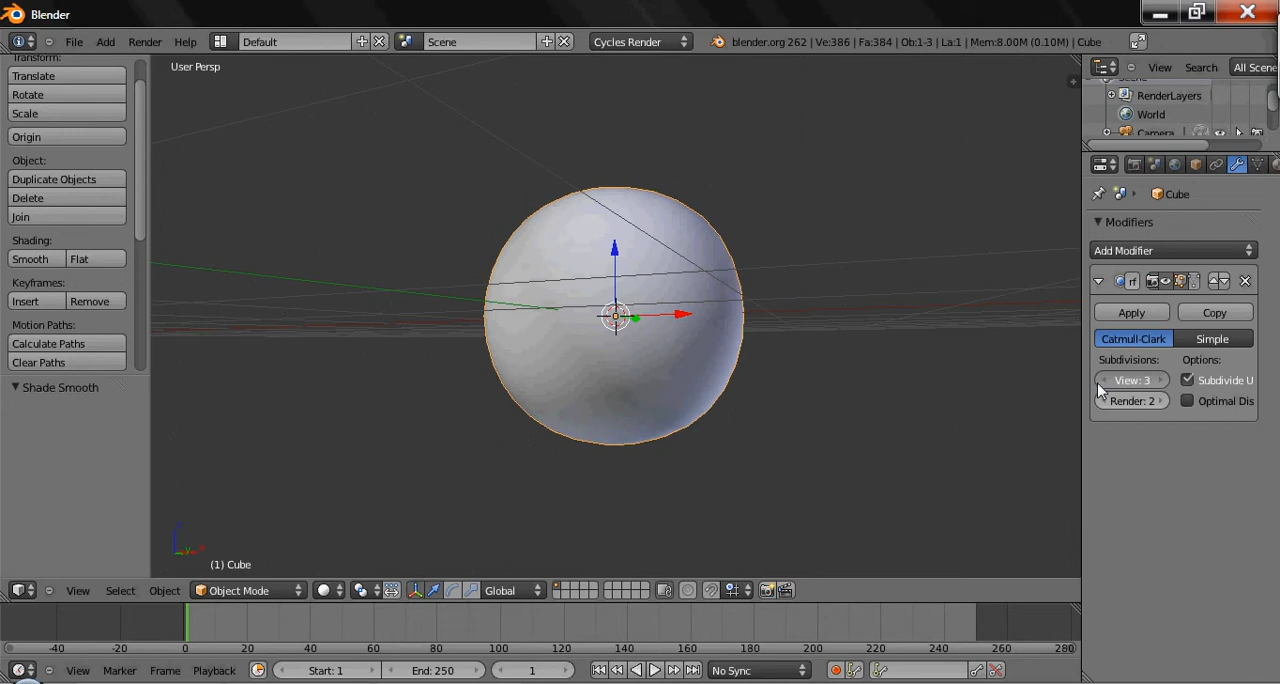 Blender
File Add Render Help Default Scene Cycles Render blender.org 262 | Ve:386 | Fa:384 | Ob:1-3 | La:1 | Mem:8.00M (0.10M) | Cube
Transform:
Translate
Rotate
Scale
Origin
Object:
Duplicate Objects
Delete
Join
Shading:
Smooth Flat
Keyframes:
Insert Remove
Motion Paths:
Calculate Paths
Clear Paths
Shade Smooth
User Persp
(1) Cube
View Search All Scene
RenderLayers
World
Camera
Cube
Modifiers
Add Modifier
rf
Apply Copy
Catmull-Clark Simple
Subdivisions: Options:
View: 3 Subdivide U
Render: 2 Optimal Dis
View Select Object Object Mode Global
-40 -20 0 20 40 60 80 100 120 140 160 180 200 220 240 260 280
View Marker Frame Playback Start: 1 End: 250 1 No Sync